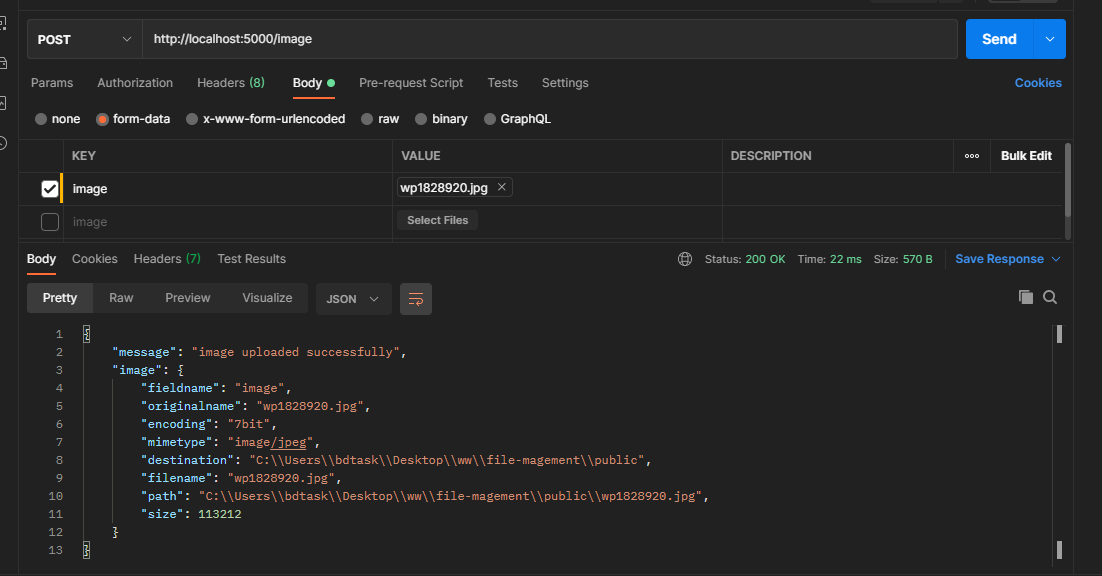 POST http://localhost:5000/image Send
Params Authorization Headers (8) Body Pre-request Script Tests Settings Cookies
none form-data x-www-form-urlencoded raw binary GraphQL
KEY VALUE DESCRIPTION ooo Bulk Edit
image wp1828920.jpg ×
image Select Files
Body Cookies Headers (7) Test Results Status: 200 OK Time: 22 ms Size: 570 B Save Response
Pretty Raw Preview Visualize JSON
1 {
2 "message": "image uploaded successfully",
3 "image": {
4 "fieldname": "image",
5 "originalname": "wp1828920.jpg",
6 "encoding": "7bit",
7 "mimetype": "image/jpeg",
8 "destination": "C:\\Users\\bdtask\\Desktop\\ww\\file-magement\\public",
9 "filename": "wp1828920.jpg",
10 "path": "C:\\Users\\bdtask\\Desktop\\ww\\file-magement\\public\\wp1828920.jpg",
11 "size": 113212
12 }
13 }